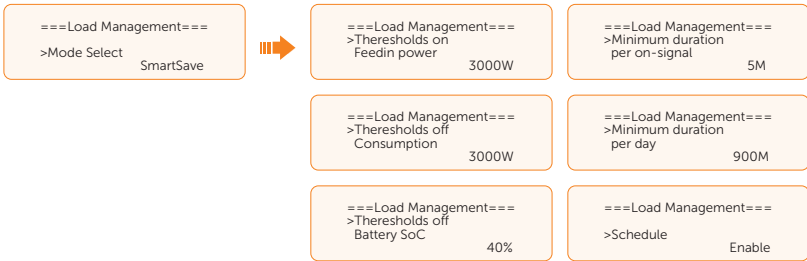 ===Load Management===
>Mode Select
SmartSave
===Load Management===
>Theresholds on
Feedin power
3000W
===Load Management===
>Minimum duration
per on-signal
5M
===Load Management===
>Theresholds off
Consumption
3000W
===Load Management===
>Minimum duration
per day
900M
===Load Management===
>Theresholds off
Battery SoC
40%
===Load Management===
>Schedule
Enable